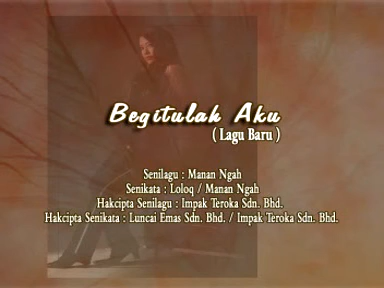 Begitulah Aku
( Lagu Baru )
Senilagu : Manan Ngah
Senikata : Loloq / Manan Ngah
Hakcipta Senilagu : Impak Teroka Sdn. Bhd.
Hakcipta Senikata : Luncai Emas Sdn. Bhd. / Impak Teroka Sdn. Bhd.